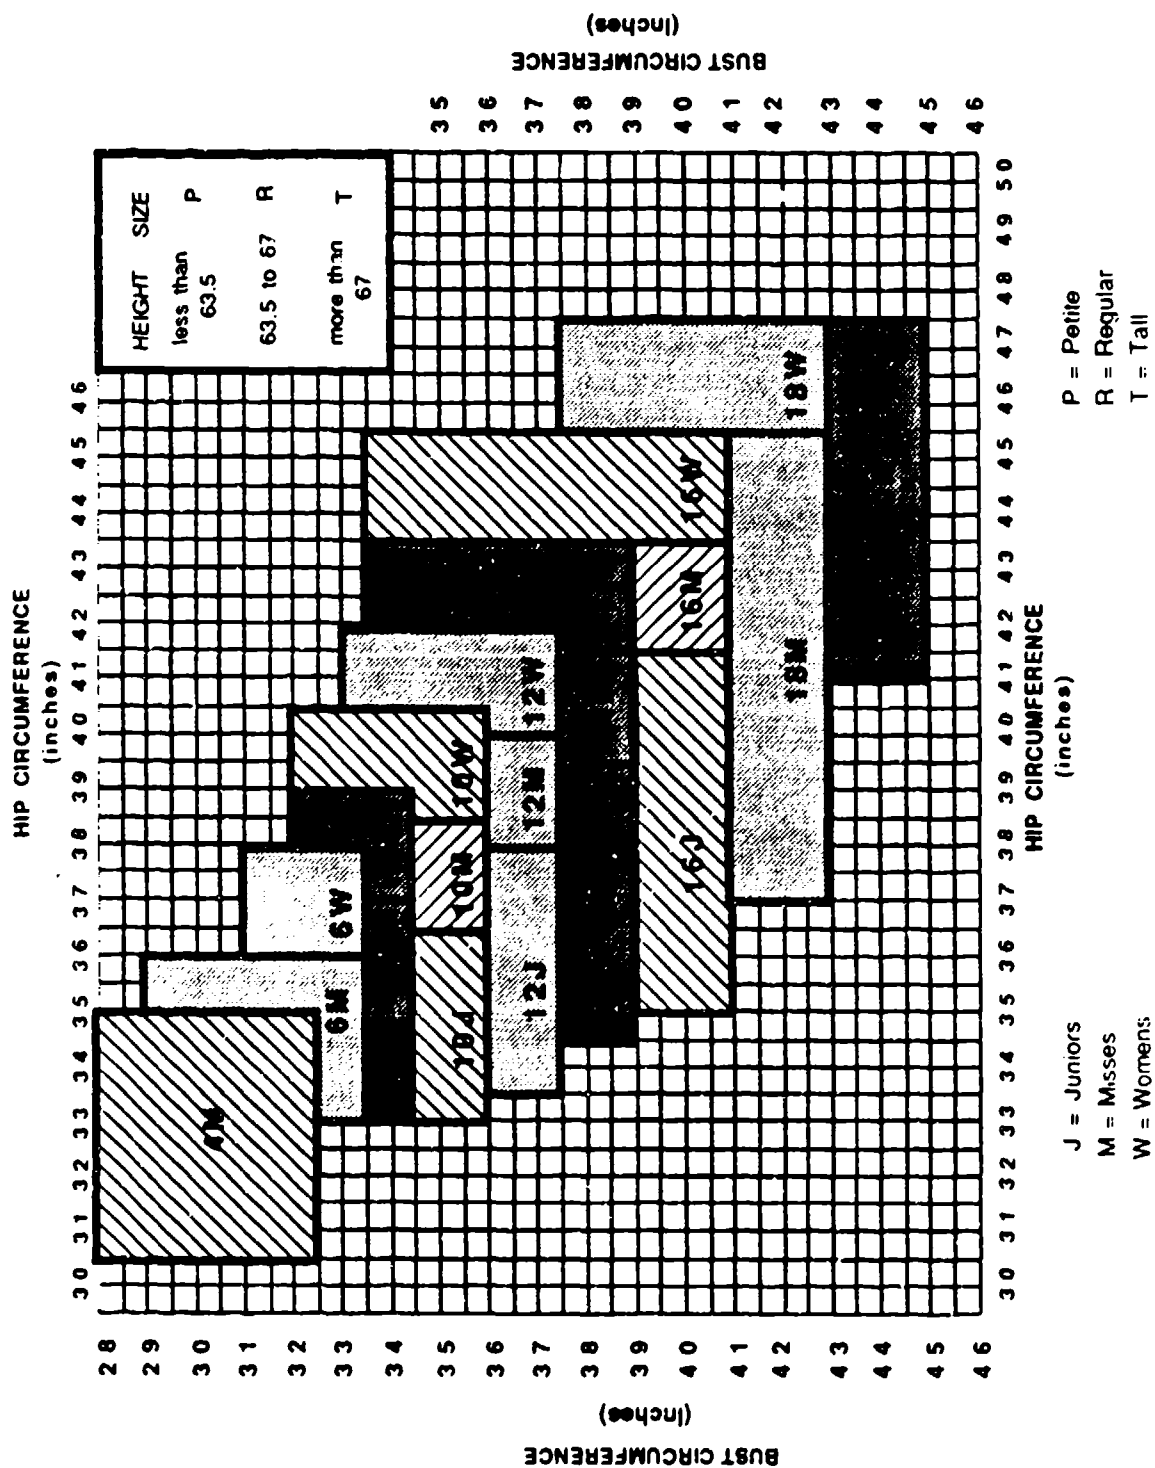 HIP CIRCUMFERENCE
(inches)
30 31 32 33 34 35 36 37 38 39 40 41 42 43 44 45 46
BUST CIRCUMFERENCE
(inches)
28
29
30
31
32
33
34
35
36
37
38
39
40
41
42
43
44
45
46
HEIGHT SIZE
less than P
63.5
63.5 to 67 R
more than T
67
6M
6W
10M
10W
12J
12M
12W
16J
16M
16W
18M
18W
BUST CIRCUMFERENCE
(inches)
35
36
37
38
39
40
41
42
43
44
45
46
30 31 32 33 34 35 36 37 38 39 40 41 42 43 44 45 46 47 48 49 50
HIP CIRCUMFERENCE
(inches)
J = Juniors
M = Misses
W = Womens
P = Petite
R = Regular
T = Tall